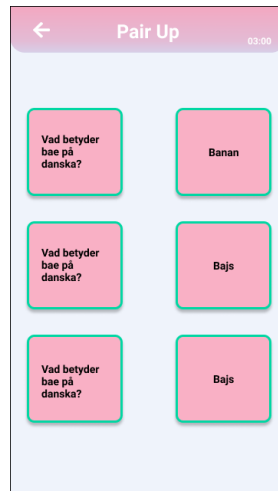 Pair Up
03:00
Vad betyder
bae på
danska?
Banan
Vad betyder
bae på
danska?
Bajs
Vad betyder
bae på
danska?
Bajs